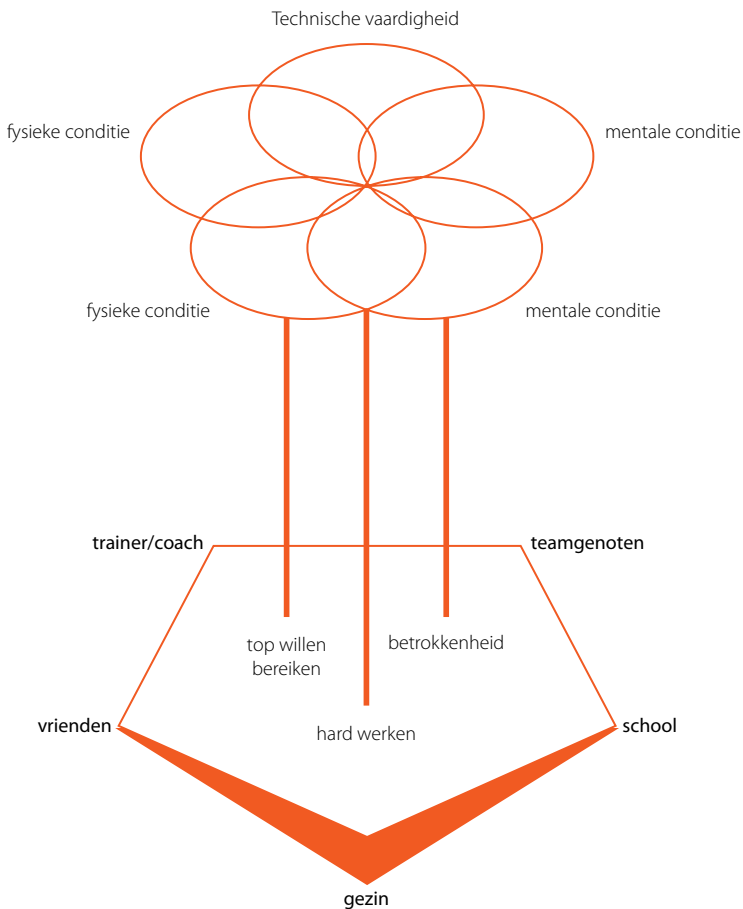 Technische vaardigheid
fysieke conditie
mentale conditie
fysieke conditie
mentale conditie
trainer/coach
teamgenoten
top willen
bereiken
betrokkenheid
vrienden
hard werken
school
gezin